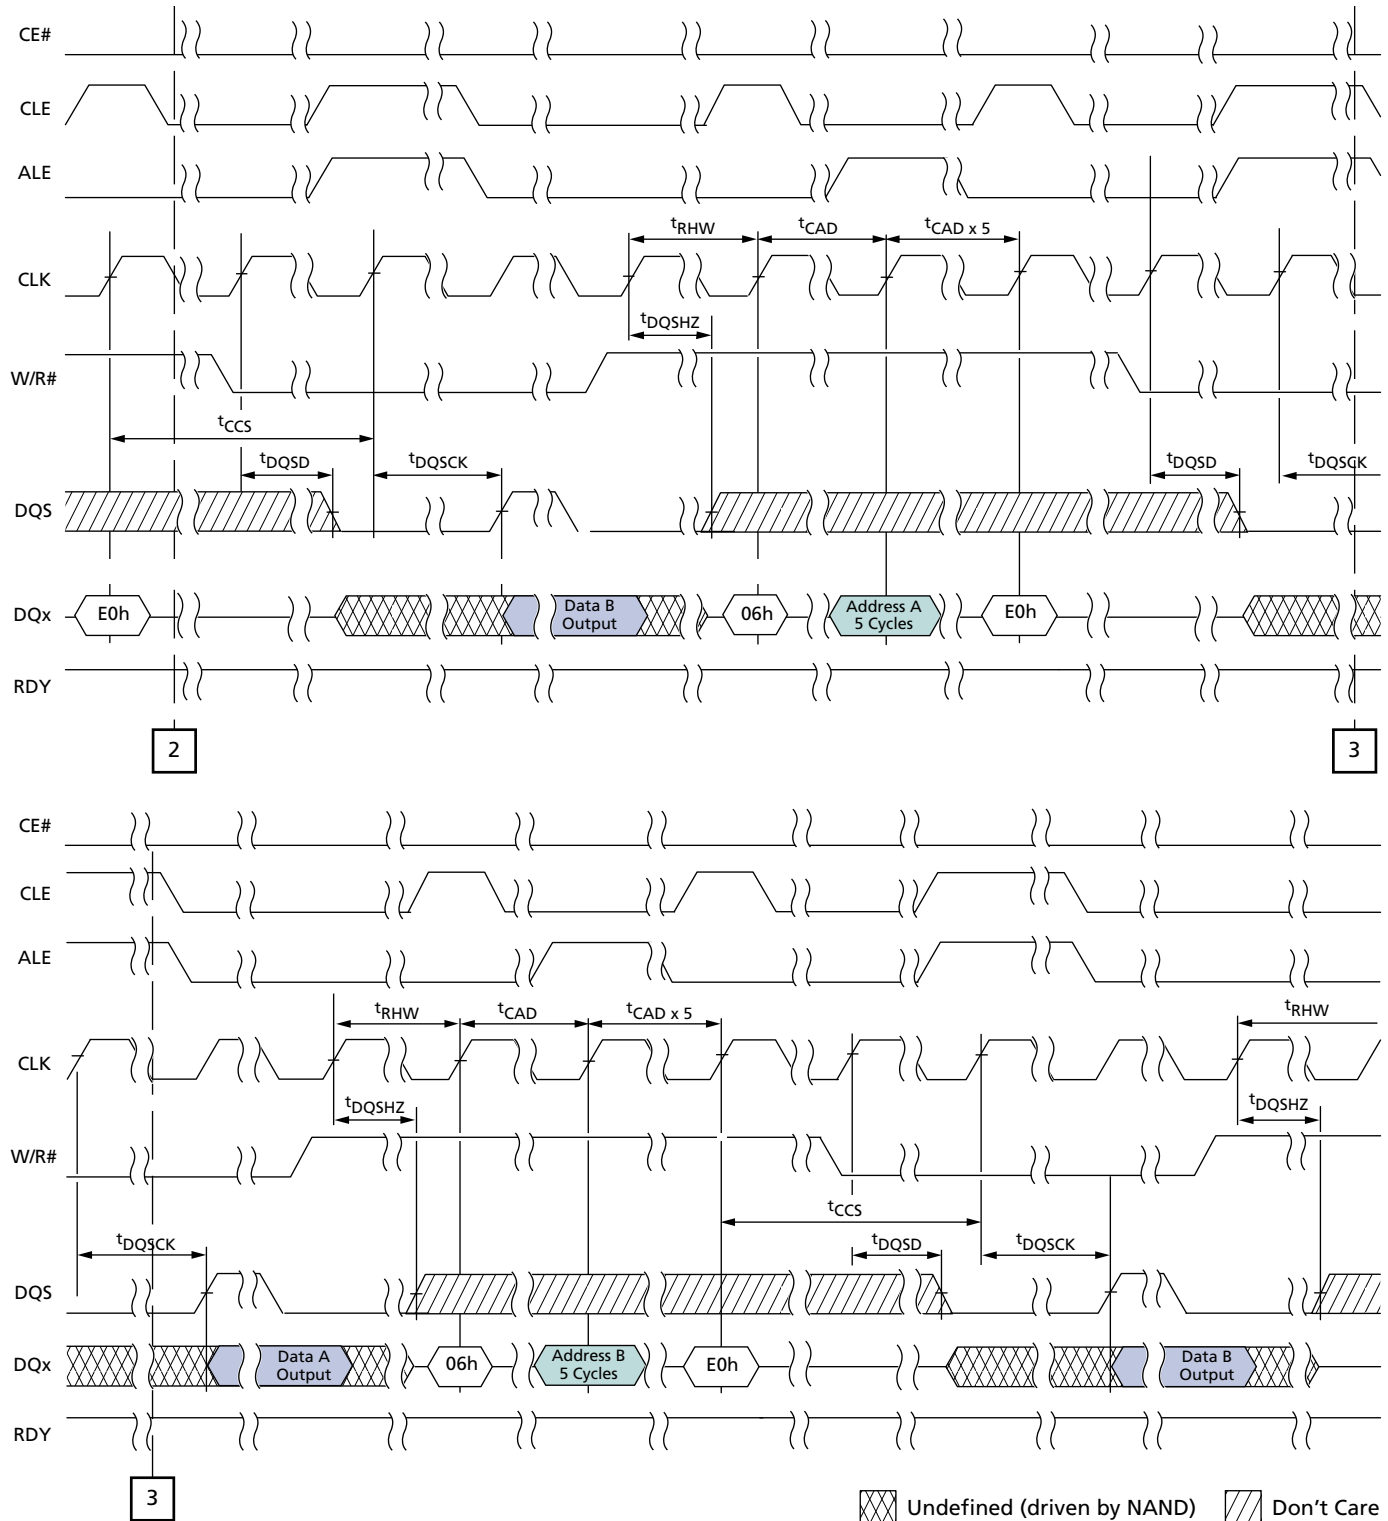 CE#
CLE
ALE
tRHW tCAD tCAD x 5
CLK
tDQSHZ
W/R#
tCCS
tDQSD tDQSCK tDQSD tDQSCK
DQS
DQx E0h Data B Output 06h Address A 5 Cycles E0h
RDY
2 3
CE#
CLE
ALE
tRHW tCAD tCAD x 5 tRHW
CLK
tDQSHZ tDQSHZ
W/R#
tCCS
tDQSCK tDQSD tDQSCK
DQS
DQx Data A Output 06h Address B 5 Cycles E0h Data B Output
RDY
3
Undefined (driven by NAND) Don't Care